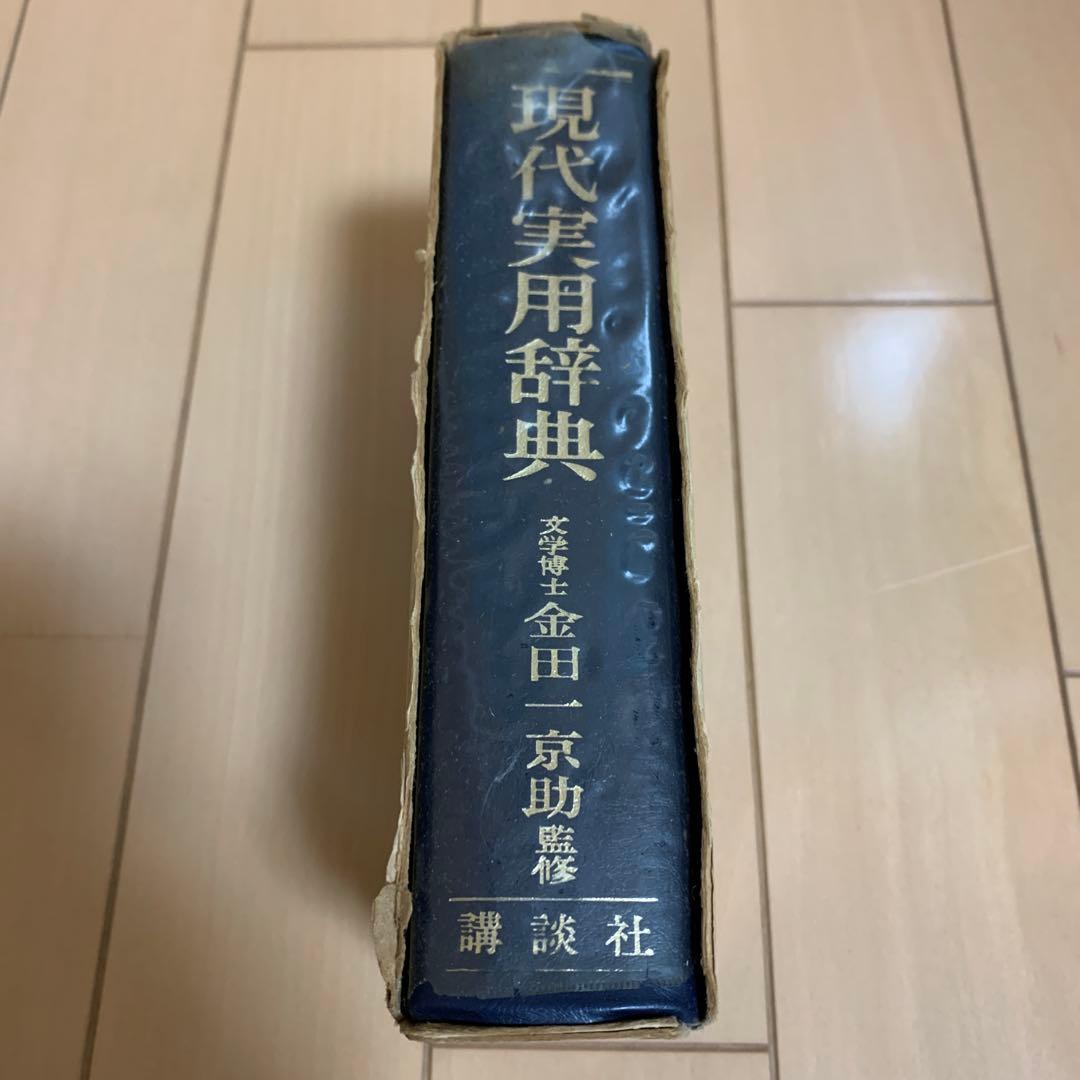 現代実用辞典
文学博士 金田一京助 監修
講談社